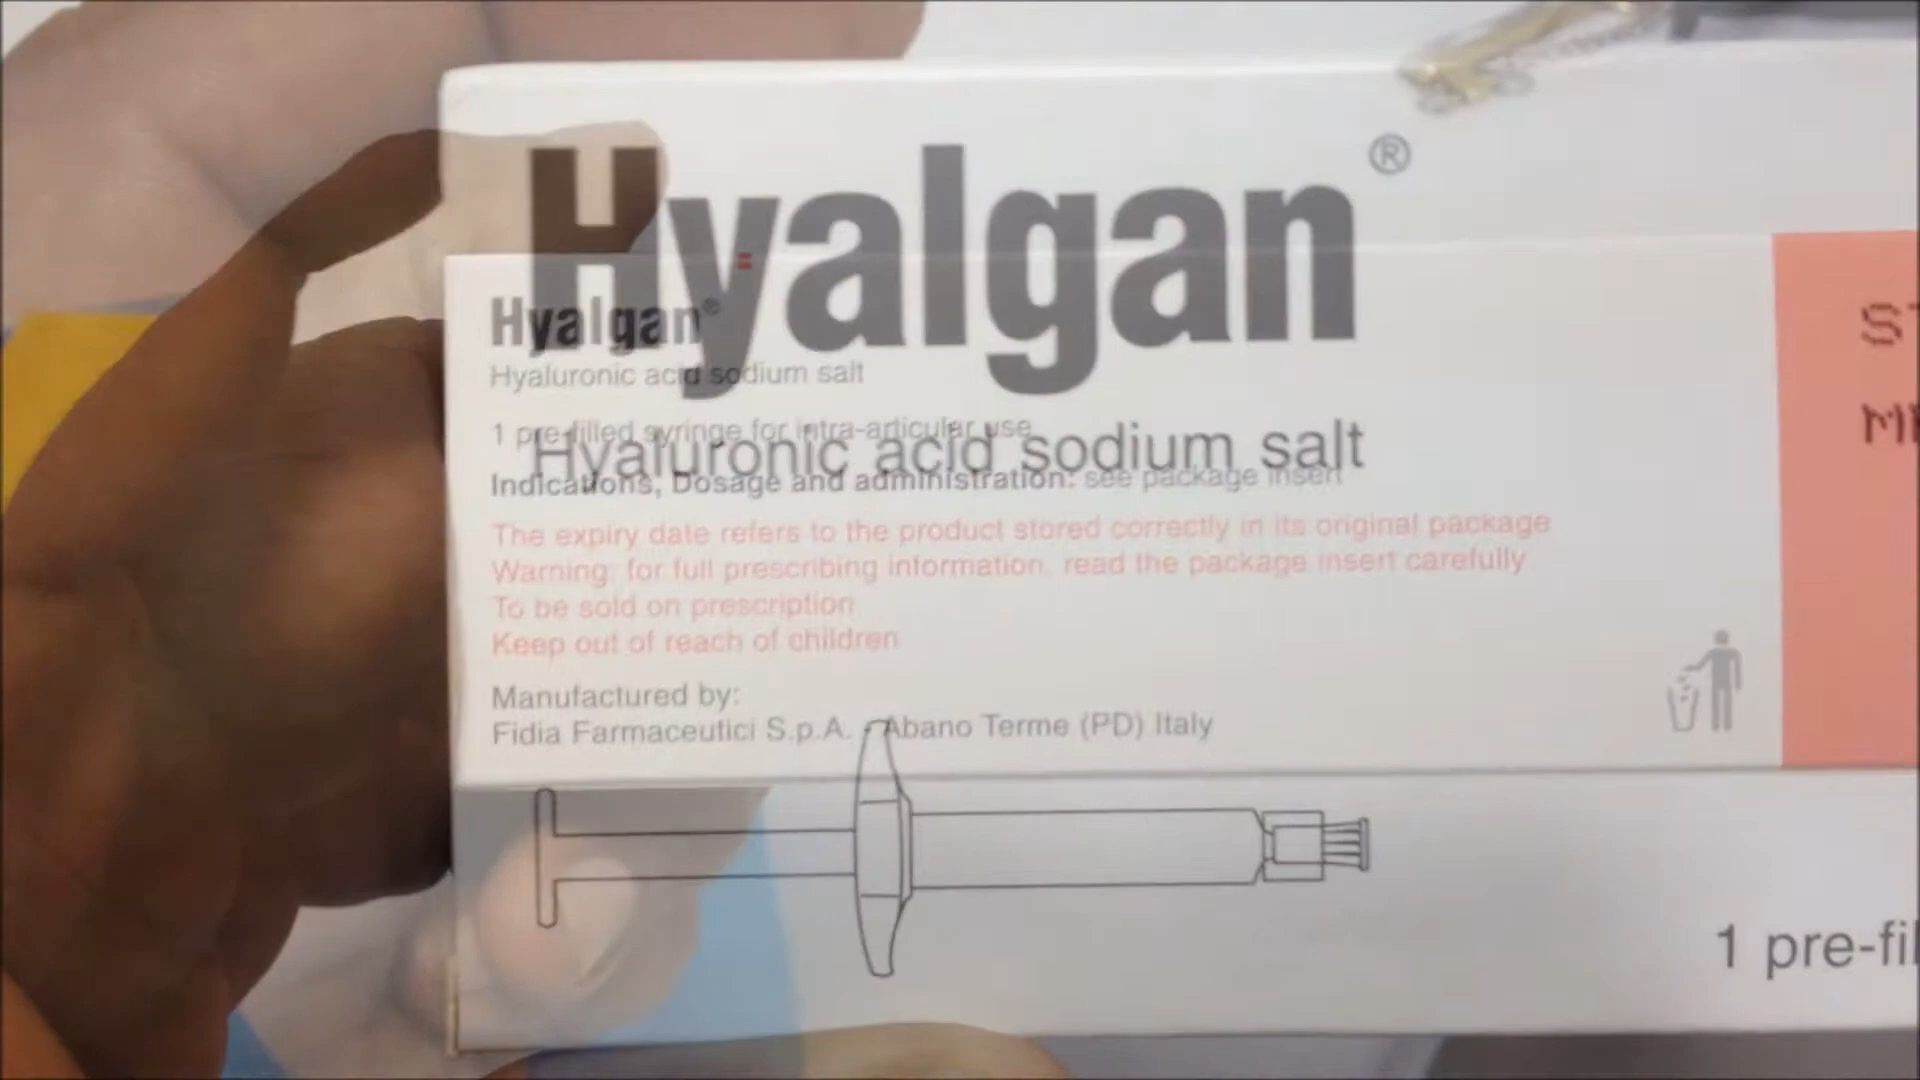 Hyalgan®
Hyaluronic acid sodium salt
Hyalgan®
Hyaluronic acid sodium salt
1 pre-filled syringe for intra-articular use
Indications, Dosage and administration: see package insert
The expiry date refers to the product stored correctly in its original package
Warning: for full prescribing information, read the package insert carefully
To be sold on prescription
Keep out of reach of children
Manufactured by:
Fidia Farmaceutici S.p.A. - Abano Terme (PD) Italy
1